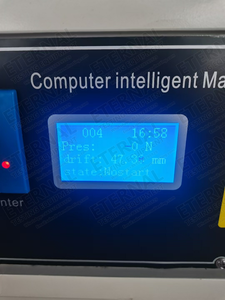 Computer intelligent Ma
004 16:58
Pres: 0 N
drift: 47.3 mm
state:Nostart
nter